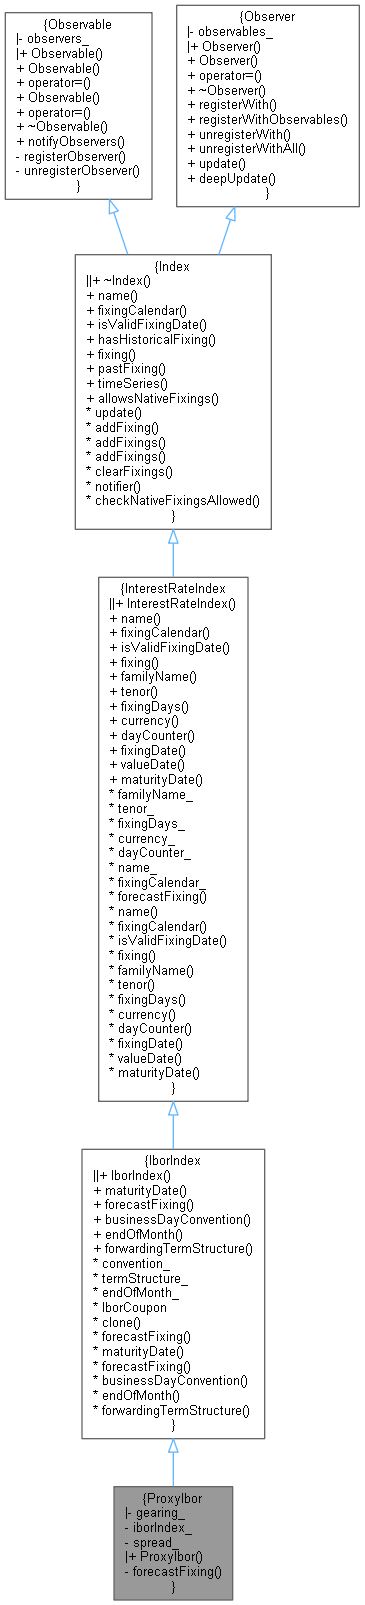 {Observable
|- observers_
|+ Observable()
+ Observable()
+ operator=()
+ Observable()
+ operator=()
+ ~Observable()
+ notifyObservers()
- registerObserver()
- unregisterObserver()
}
{Observer
|- observables_
|+ Observer()
+ Observer()
+ operator=()
+ ~Observer()
+ registerWith()
+ registerWithObservables()
+ unregisterWith()
+ unregisterWithAll()
+ update()
+ deepUpdate()
}
{Index
||+ ~Index()
+ name()
+ fixingCalendar()
+ isValidFixingDate()
+ hasHistoricalFixing()
+ fixing()
+ pastFixing()
+ timeSeries()
+ allowsNativeFixings()
* update()
* addFixing()
* addFixings()
* addFixings()
* clearFixings()
* notifier()
* checkNativeFixingsAllowed()
}
{InterestRateIndex
||+ InterestRateIndex()
+ name()
+ fixingCalendar()
+ isValidFixingDate()
+ fixing()
+ familyName()
+ tenor()
+ fixingDays()
+ currency()
+ dayCounter()
+ fixingDate()
+ valueDate()
+ maturityDate()
* familyName_
* tenor_
* fixingDays_
* currency_
* dayCounter_
* name_
* fixingCalendar_
* forecastFixing()
* name()
* fixingCalendar()
* isValidFixingDate()
* fixing()
* familyName()
* tenor()
* fixingDays()
* currency()
* dayCounter()
* fixingDate()
* valueDate()
* maturityDate()
}
{IborIndex
||+ IborIndex()
+ maturityDate()
+ forecastFixing()
+ businessDayConvention()
+ endOfMonth()
+ forwardingTermStructure()
* convention_
* termStructure_
* endOfMonth_
* IborCoupon
* clone()
* forecastFixing()
* maturityDate()
* forecastFixing()
* businessDayConvention()
* endOfMonth()
* forwardingTermStructure()
}
{ProxyIbor
|- gearing_
- iborIndex_
- spread_
|+ ProxyIbor()
- forecastFixing()
}